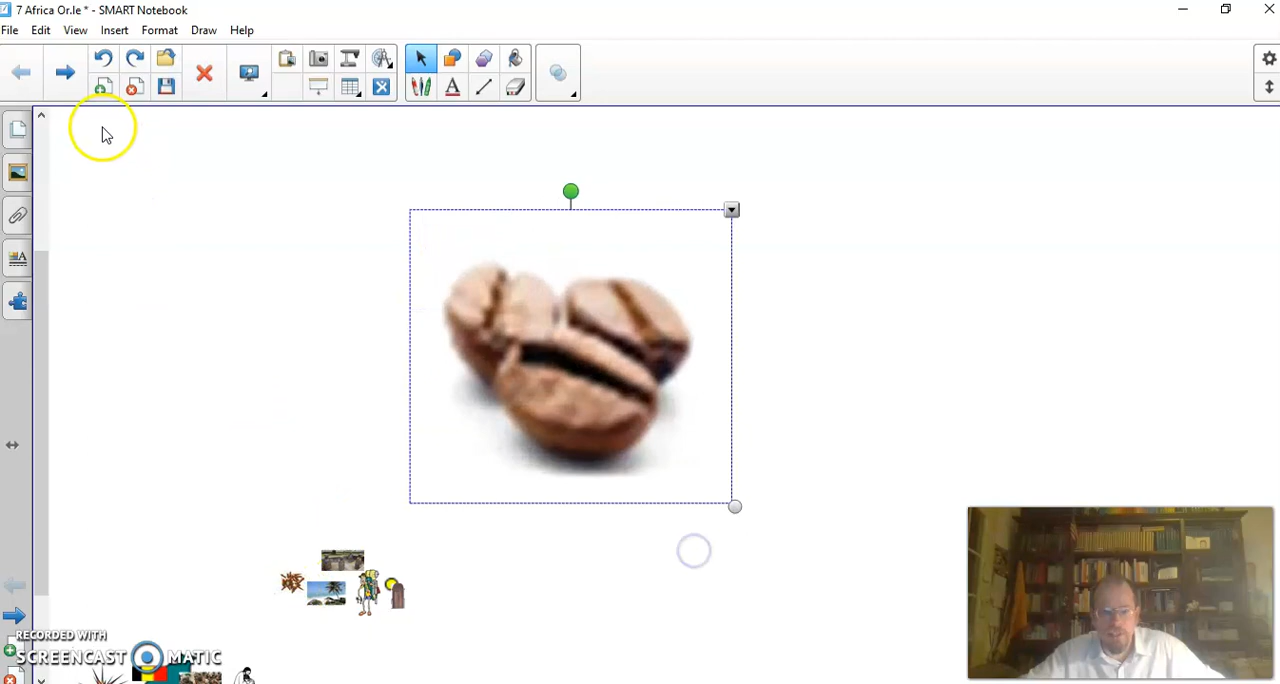 7 Africa Or.le * - SMART Notebook
File Edit View Insert Format Draw Help
RECORDED WITH
SCREENCAST MATIC